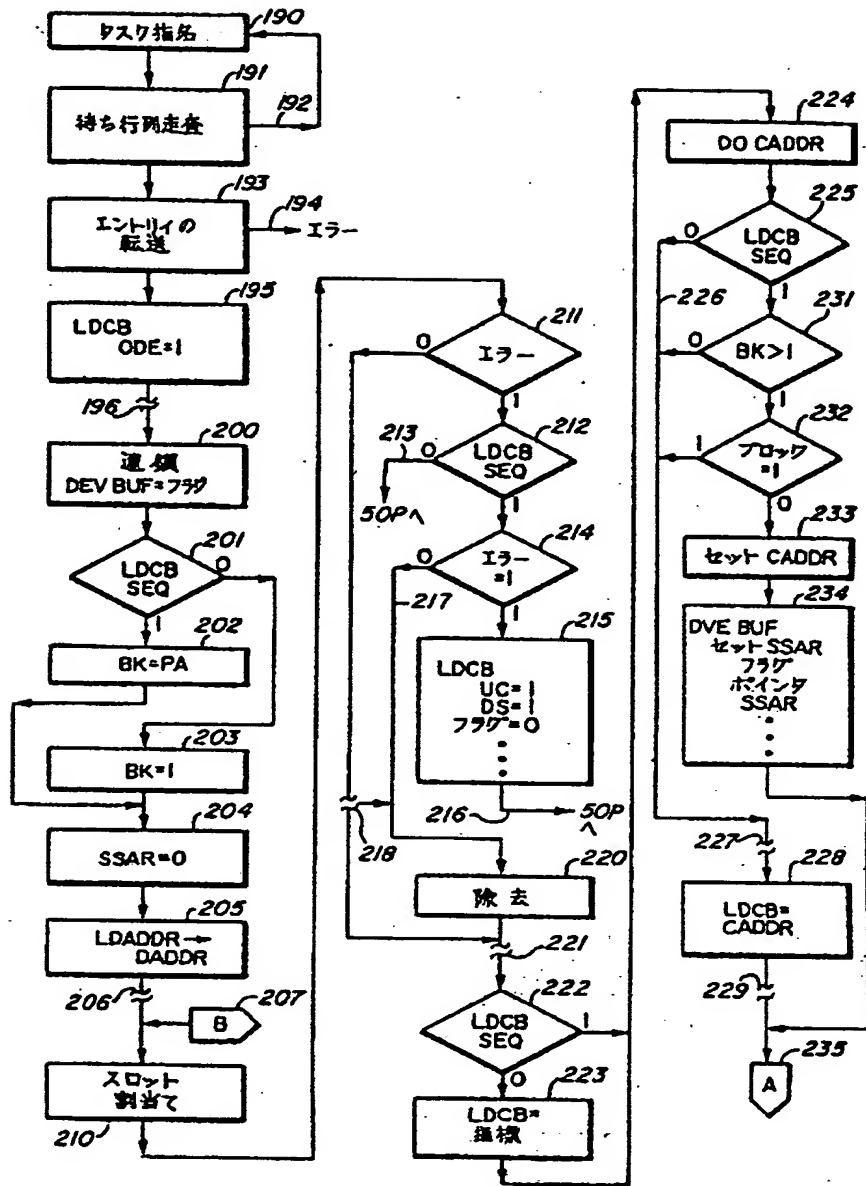 190
タスク指名
191
待ち行列走査
192
193
エントリィの
転送
194
エラー
195
LDCB
ODE=1
196
200
連鎖
DEV BUF=フラグ
201
LDCB
SEQ
0
1
202
BK=PA
203
BK=1
204
SSAR=0
205
LDADDR→
DADDR
206
207
B
スロット
割当て
210
211
エラー
0
1
212
213
LDCB
SEQ
0
1
50Pへ
214
エラー
=1
0
1
217
215
LDCB
UC=1
DS=1
フラグ=0
216
50P
へ
218
220
除去
221
222
LDCB
SEQ
1
0
223
LDCB=
指標
224
DO CADDR
225
LDCB
SEQ
0
1
226
231
BK>1
0
1
232
ブロック
=1
1
0
233
セット CADDR
234
DVE BUF
セット SSAR
フラグ
ポインタ
SSAR
227
228
LDCB=
CADDR
229
A
235